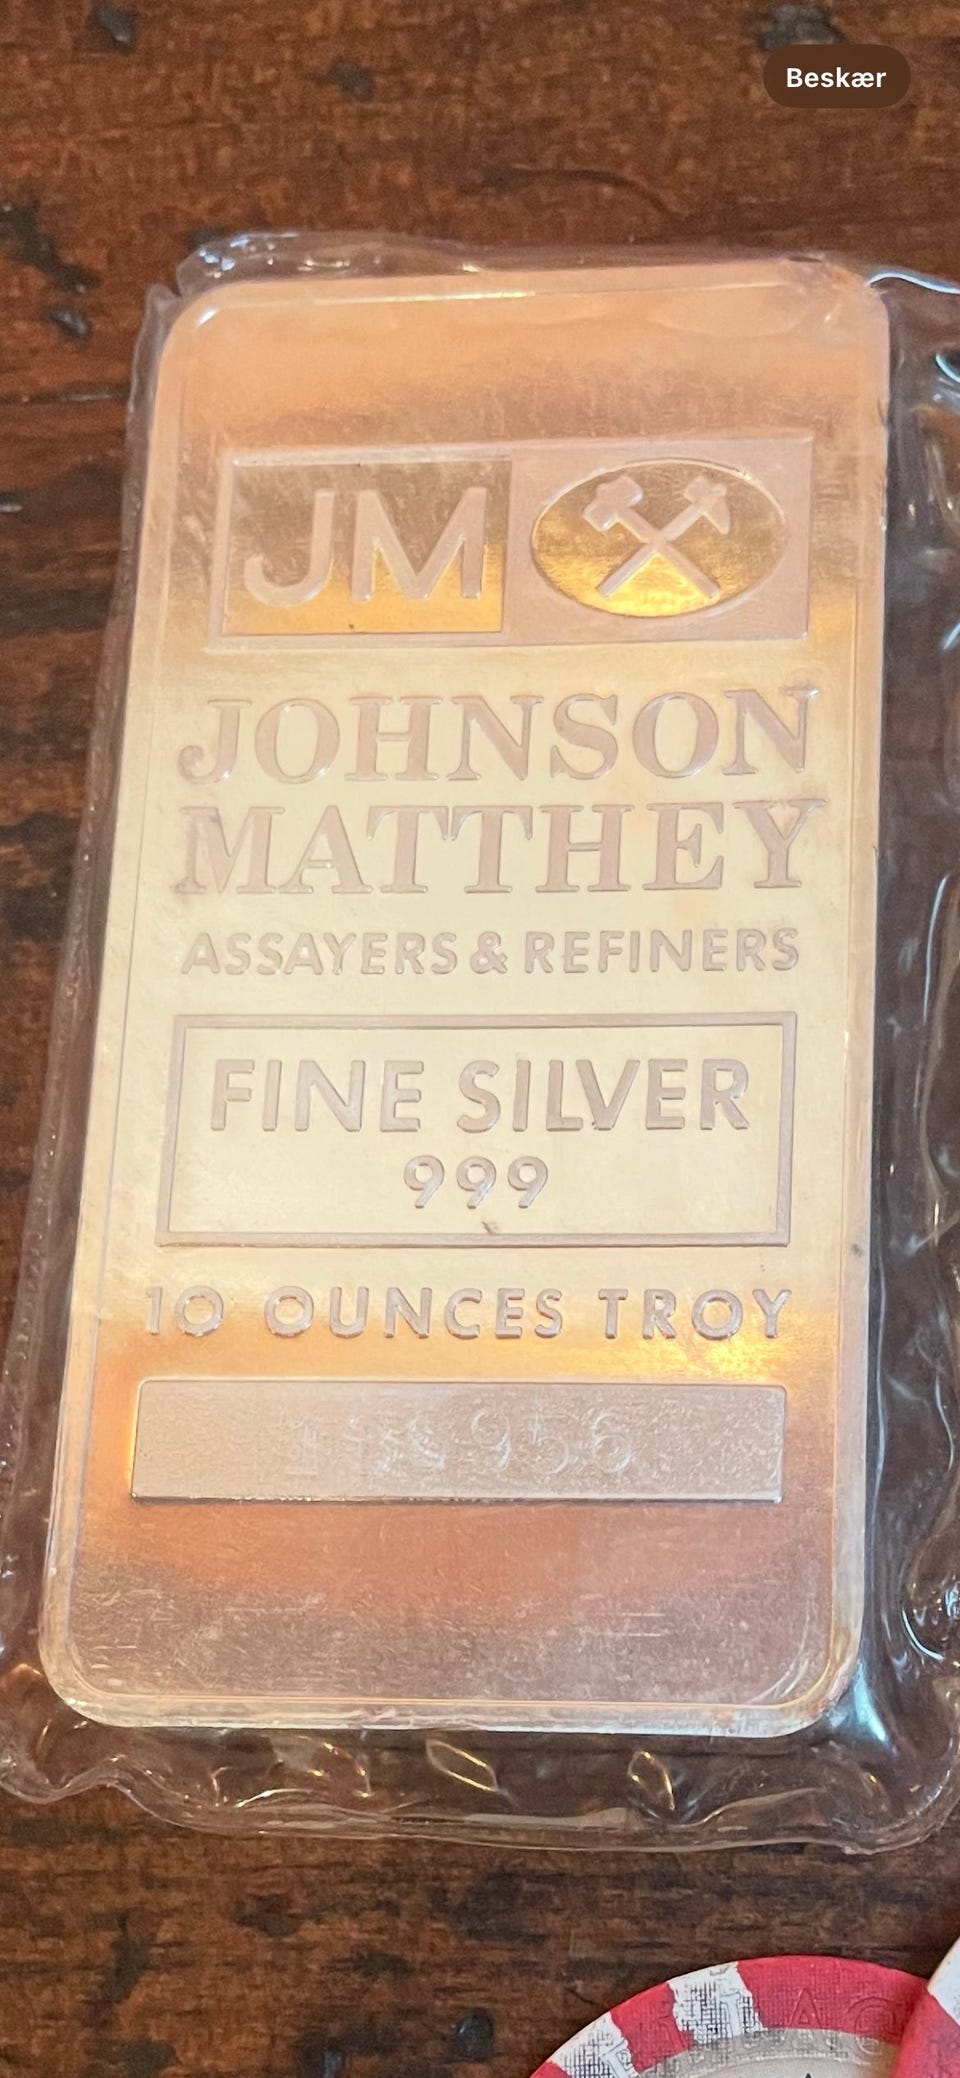 Beskær
JM
JOHNSON
MATTHEY
ASSAYERS & REFINERS
FINE SILVER
999
10 OUNCES TROY